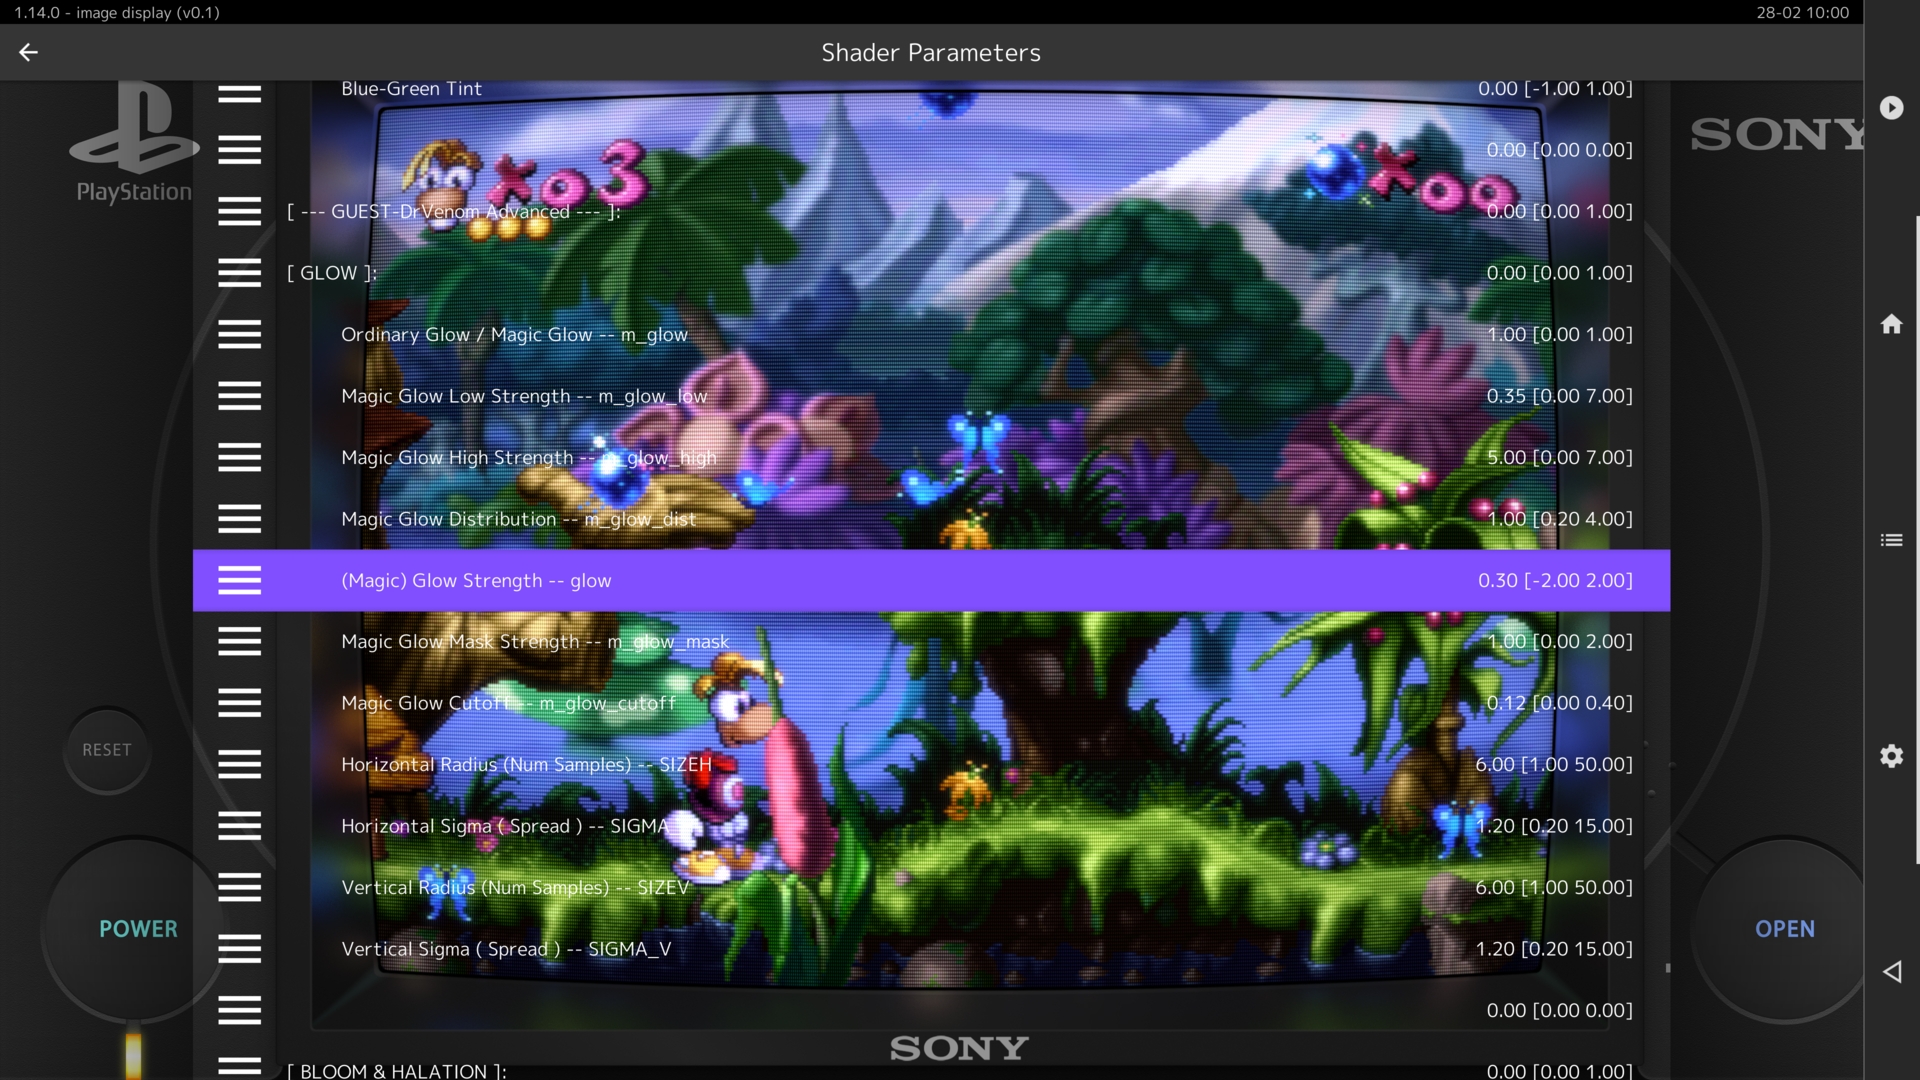 1.14.0 - image display (v0.1) 28-02 10:00
Shader Parameters
Blue-Green Tint 0.00 [-1.00 1.00]
PlayStation
SONY
x03
x00
0.00 [0.00 0.00]
[ --- GUEST-DrVenom Advanced --- ]: 0.00 [0.00 1.00]
[ GLOW ]: 0.00 [0.00 1.00]
Ordinary Glow / Magic Glow -- m_glow 1.00 [0.00 1.00]
Magic Glow Low Strength -- m_glow_low 0.35 [0.00 7.00]
Magic Glow High Strength -- m_glow_high 5.00 [0.00 7.00]
Magic Glow Distribution -- m_glow_dist 1.00 [0.20 4.00]
(Magic) Glow Strength -- glow 0.30 [-2.00 2.00]
Magic Glow Mask Strength -- m_glow_mask 1.00 [0.00 2.00]
Magic Glow Cutoff -- m_glow_cutoff 0.12 [0.00 0.40]
RESET
Horizontal Radius (Num Samples) -- SIZEH 6.00 [1.00 50.00]
Horizontal Sigma ( Spread ) -- SIGMA 1.20 [0.20 15.00]
Vertical Radius (Num Samples) -- SIZEV 6.00 [1.00 50.00]
POWER
OPEN
Vertical Sigma ( Spread ) -- SIGMA_V 1.20 [0.20 15.00]
0.00 [0.00 0.00]
SONY
[ BLOOM & HALATION ]: 0.00 [0.00 1.00]